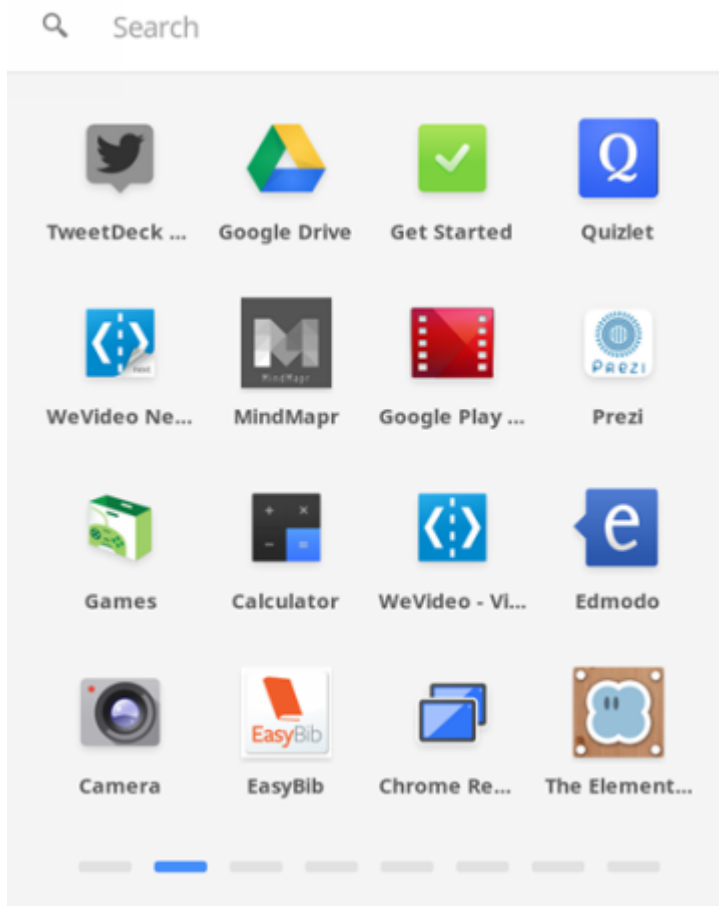 Search
TweetDeck ... Google Drive Get Started Quizlet
WeVideo Ne... MindMapr Google Play ... Prezi
Games Calculator WeVideo - Vi... Edmodo
EasyBib
Camera EasyBib Chrome Re... The Element...